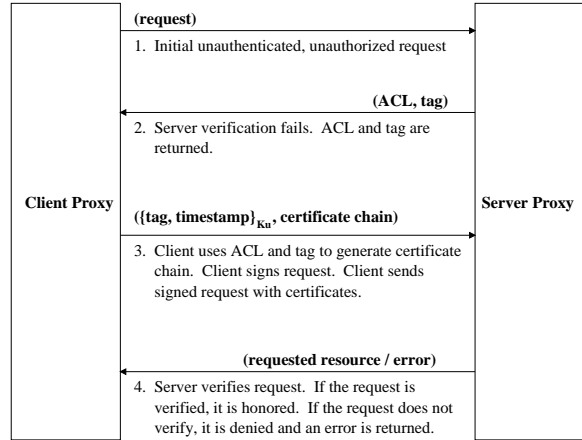 (request)
1. Initial unauthenticated, unauthorized request
(ACL, tag)
2. Server verification fails. ACL and tag are
returned.
Client Proxy
({tag, timestamp}Ku, certificate chain)
Server Proxy
3. Client uses ACL and tag to generate certificate
chain. Client signs request. Client sends
signed request with certificates.
(requested resource / error)
4. Server verifies request. If the request is
verified, it is honored. If the request does not
verify, it is denied and an error is returned.